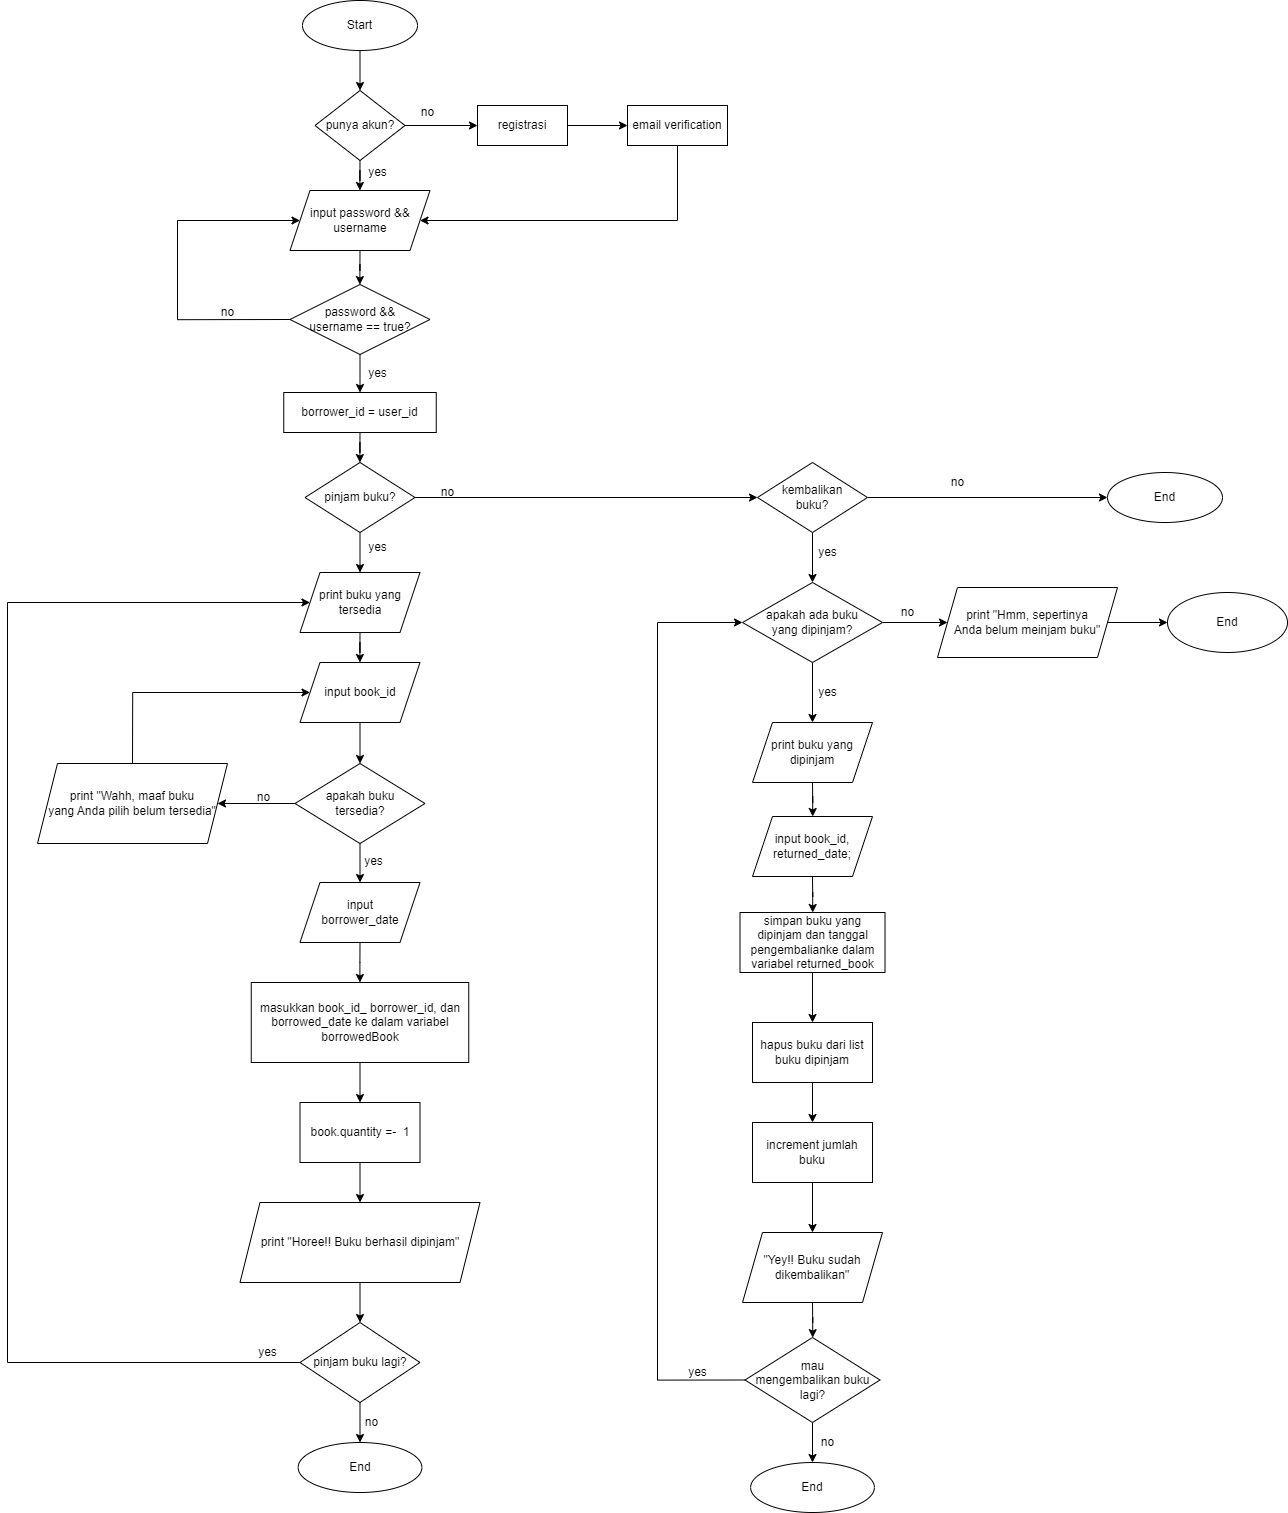 Start
punya akun?
no
registrasi
email verification
yes
input password &&
username
no
password &&
username == true?
yes
borrower_id = user_id
pinjam buku?
no
kembalikan
buku?
no
End
yes
yes
print buku yang
tersedia
apakah ada buku
yang dipinjam?
no
print "Hmm, sepertinya
Anda belum meinjam buku"
End
yes
input book_id
print buku yang
dipinjam
print "Wahh, maaf buku
yang Anda pilih belum tersedia"
no
apakah buku
tersedia?
input book_id,
returned_date;
yes
input
borrower_date
simpan buku yang
dipinjam dan tanggal
pengembalianke dalam
variabel returned_book
masukkan book_id_ borrower_id, dan
borrowed_date ke dalam variabel
borrowedBook
hapus buku dari list
buku dipinjam
book.quantity =-  1
increment jumlah
buku
print "Horee!! Buku berhasil dipinjam"
"Yey!! Buku sudah
dikembalikan"
yes
pinjam buku lagi?
yes
mau
mengembalikan buku
lagi?
no
no
End
End